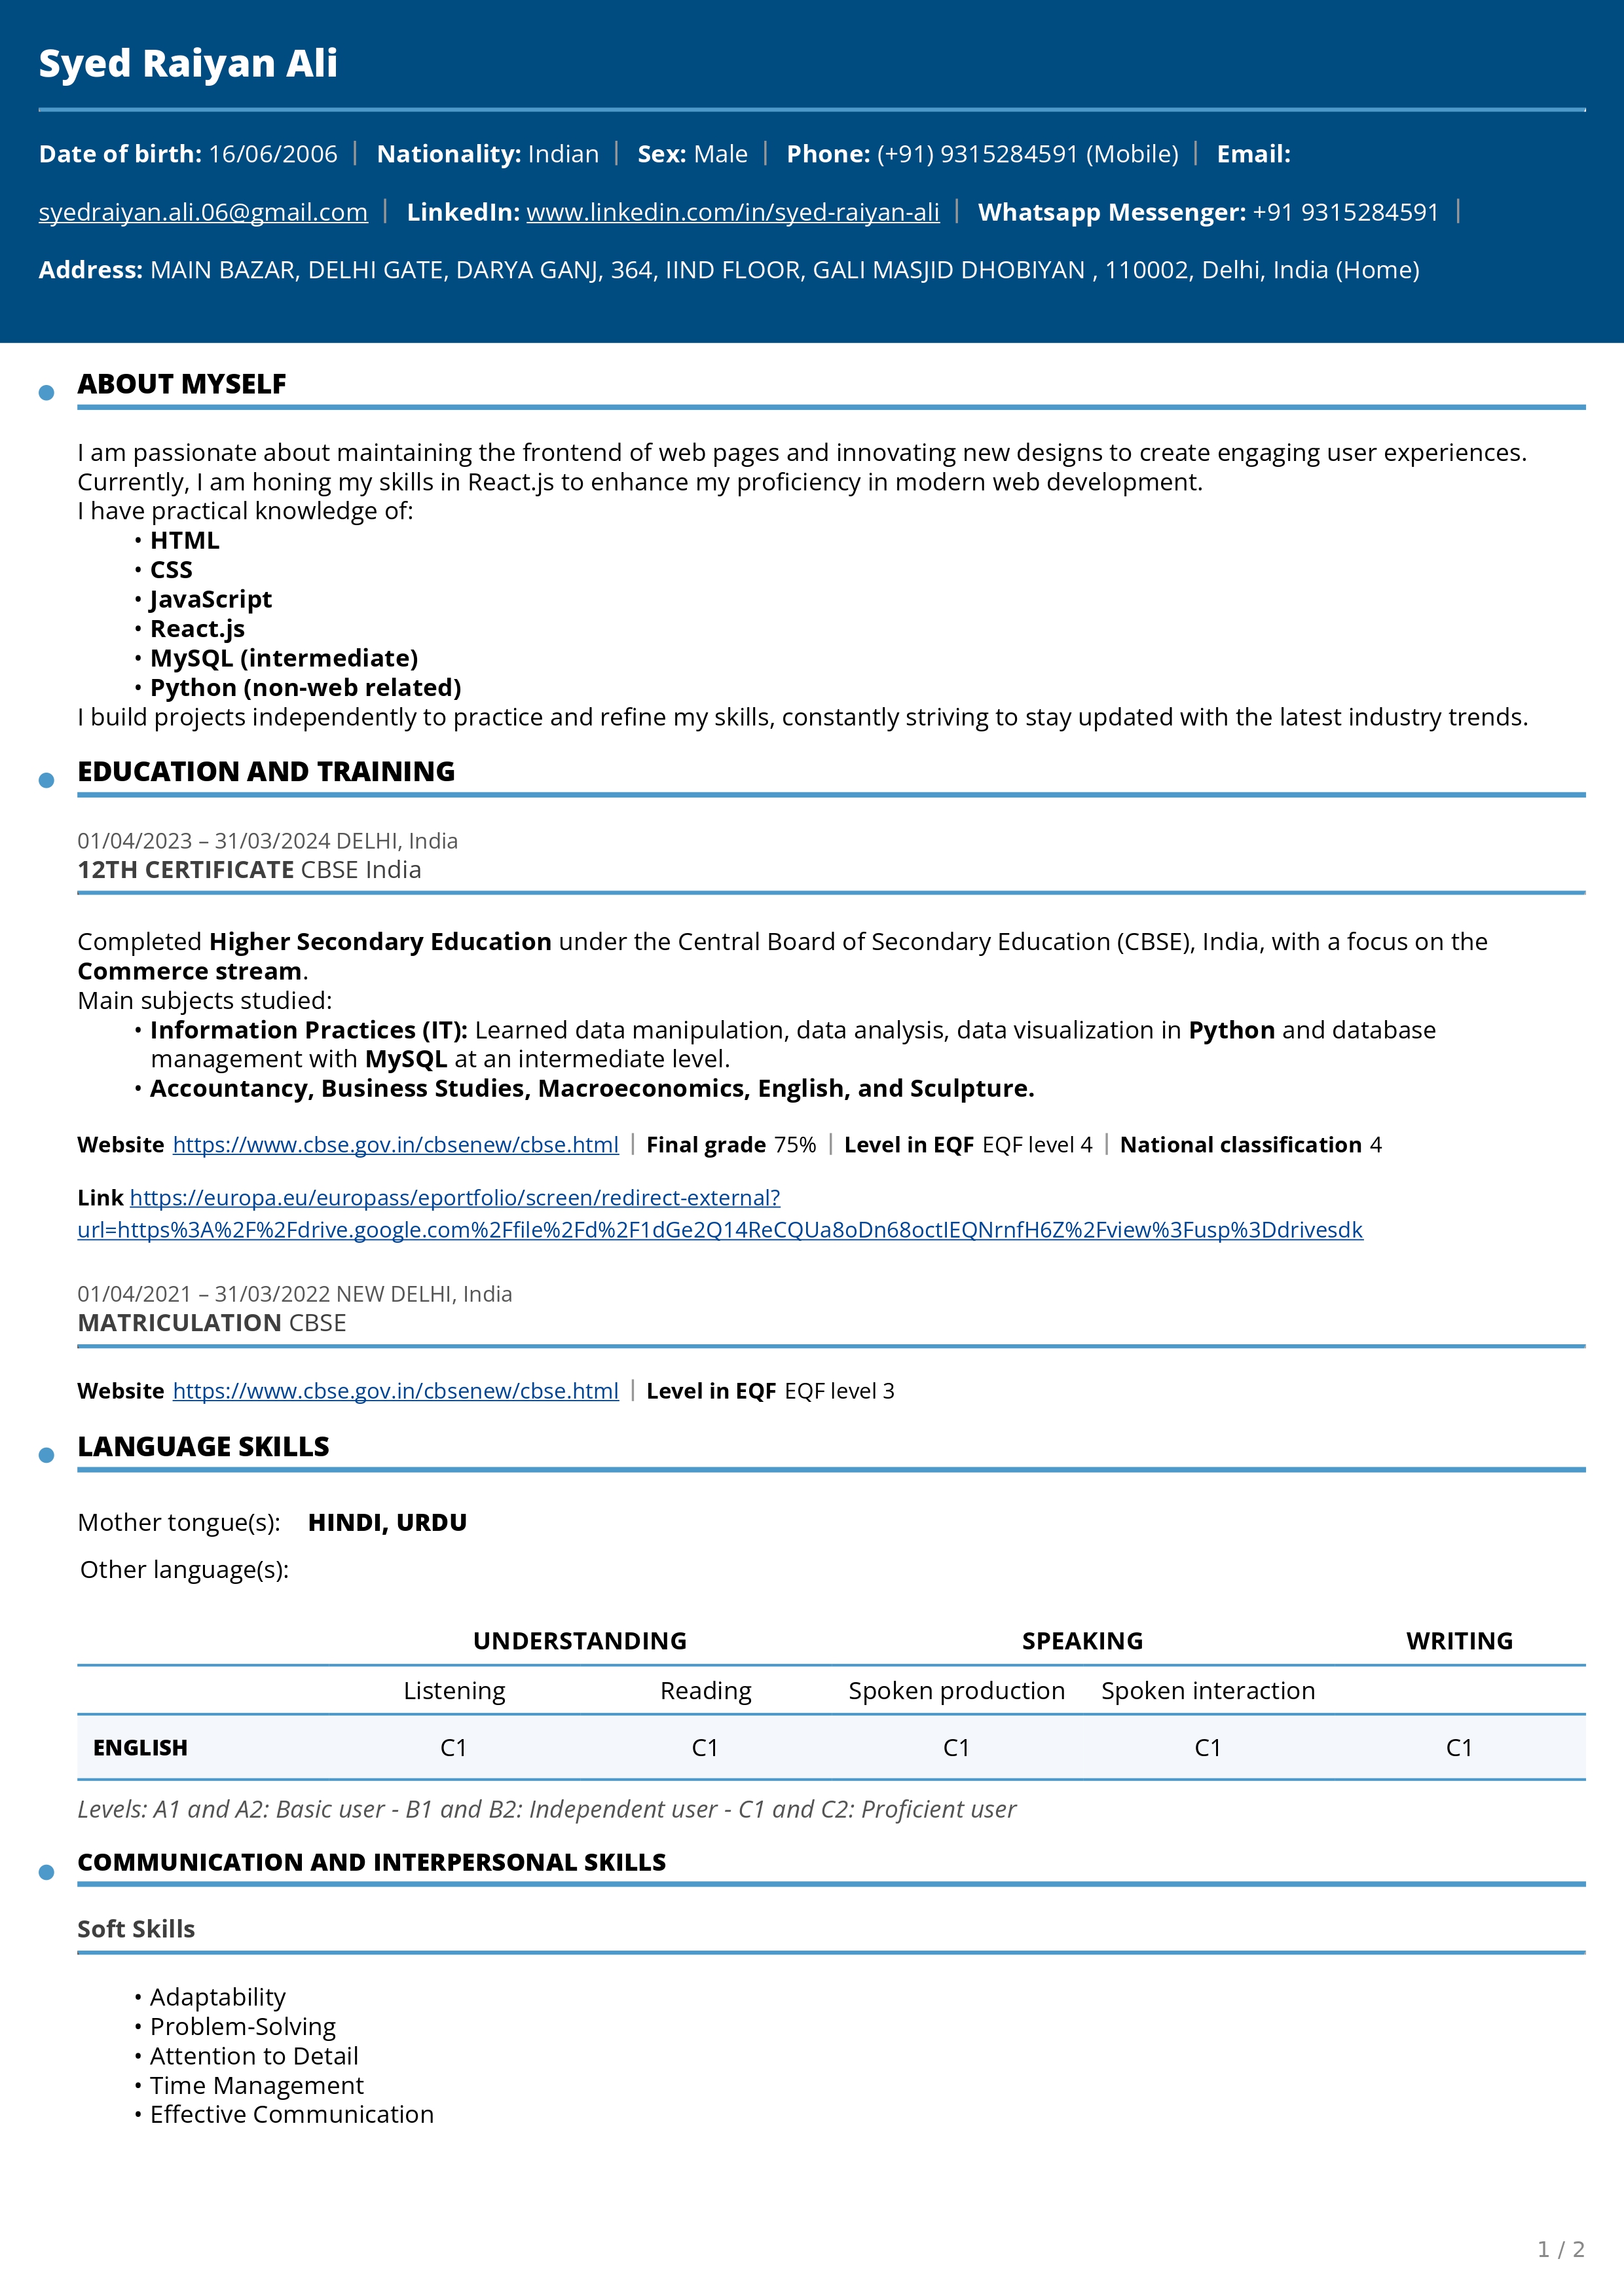 Syed Raiyan Ali
Date of birth: 16/06/2006 | Nationality: Indian | Sex: Male | Phone: (+91) 9315284591 (Mobile) | Email:
syedraiyan.ali.06@gmail.com | LinkedIn: www.linkedin.com/in/syed-raiyan-ali | Whatsapp Messenger: +91 9315284591 |
Address: MAIN BAZAR, DELHI GATE, DARYA GANJ, 364, IIND FLOOR, GALI MASJID DHOBIYAN , 110002, Delhi, India (Home)
ABOUT MYSELF
I am passionate about maintaining the frontend of web pages and innovating new designs to create engaging user experiences.
Currently, I am honing my skills in React.js to enhance my proficiency in modern web development.
I have practical knowledge of:
• HTML
• CSS
• JavaScript
• React.js
• MySQL (intermediate)
• Python (non-web related)
I build projects independently to practice and refine my skills, constantly striving to stay updated with the latest industry trends.
EDUCATION AND TRAINING
01/04/2023 – 31/03/2024 DELHI, India
12TH CERTIFICATE CBSE India
Completed Higher Secondary Education under the Central Board of Secondary Education (CBSE), India, with a focus on the
Commerce stream.
Main subjects studied:
• Information Practices (IT): Learned data manipulation, data analysis, data visualization in Python and database
management with MySQL at an intermediate level.
• Accountancy, Business Studies, Macroeconomics, English, and Sculpture.
Website https://www.cbse.gov.in/cbsenew/cbse.html | Final grade 75% | Level in EQF EQF level 4 | National classification 4
Link https://europa.eu/europass/eportfolio/screen/redirect-external?
url=https%3A%2F%2Fdrive.google.com%2Ffile%2Fd%2F1dGe2Q14ReCQUa8oDn68octIEQNrnfH6Z%2Fview%3Fusp%3Ddrivesdk
01/04/2021 – 31/03/2022 NEW DELHI, India
MATRICULATION CBSE
Website https://www.cbse.gov.in/cbsenew/cbse.html | Level in EQF EQF level 3
LANGUAGE SKILLS
Mother tongue(s): HINDI, URDU
Other language(s):
UNDERSTANDING SPEAKING WRITING
Listening Reading Spoken production Spoken interaction
ENGLISH C1 C1 C1 C1 C1
Levels: A1 and A2: Basic user - B1 and B2: Independent user - C1 and C2: Proficient user
COMMUNICATION AND INTERPERSONAL SKILLS
Soft Skills
• Adaptability
• Problem-Solving
• Attention to Detail
• Time Management
• Effective Communication
1 / 2